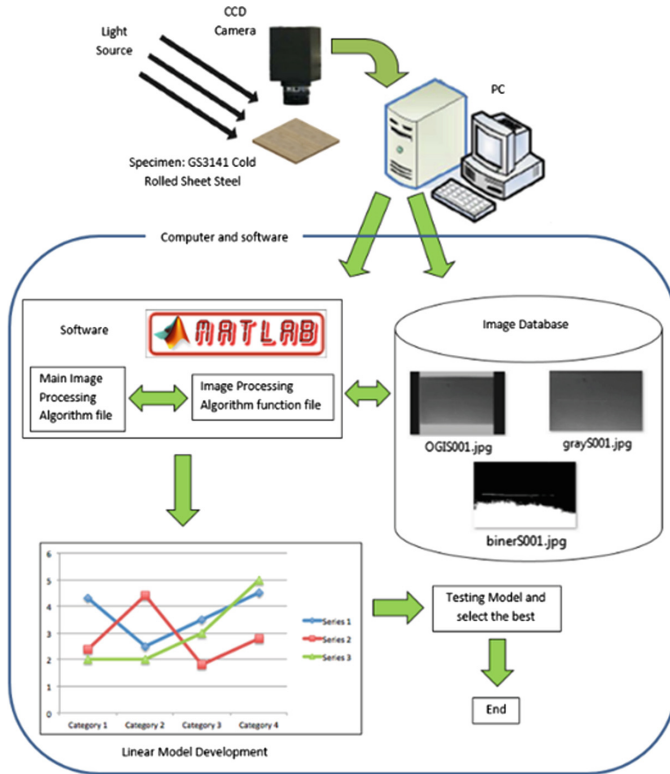 Light
Source
CCD
Camera
PC
Specimen: GS3141 Cold
Rolled Sheet Steel
Computer and software
Software
MATLAB
Main Image
Processing
Algorithm file
Image Processing
Algorithm function file
Image Database
OGIS001.jpg
grayS001.jpg
binerS001.jpg
6
5
4
3
2
1
0
Category 1
Category 2
Category 3
Category 4
Series 1
Series 2
Series 3
Linear Model Development
Testing Model and
select the best
End